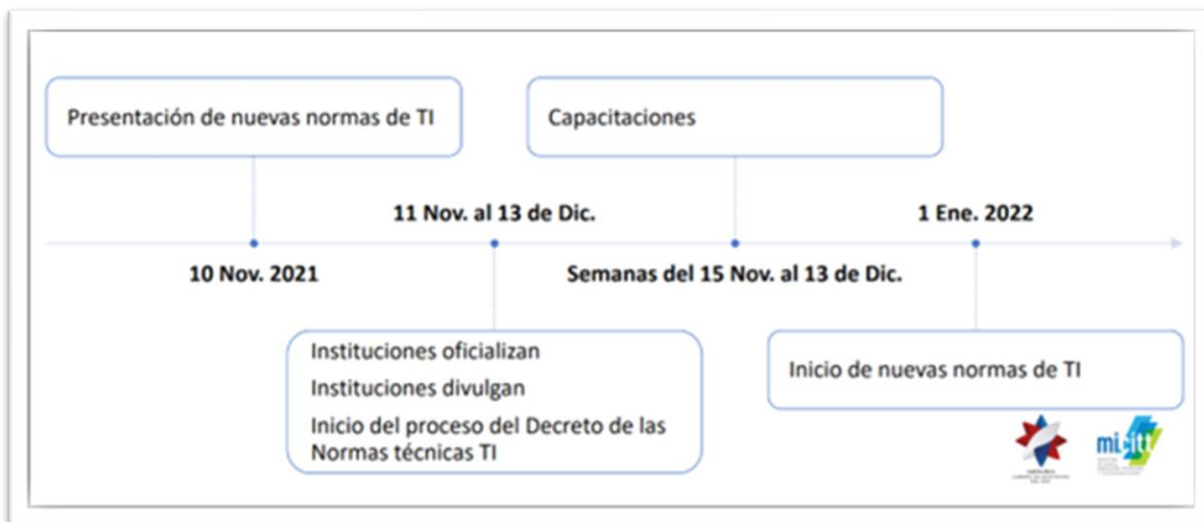 Presentación de nuevas normas de TI
Capacitaciones
11 Nov. al 13 de Dic.
1 Ene. 2022
10 Nov. 2021
Semanas del 15 Nov. al 13 de Dic.
Instituciones oficializan
Instituciones divulgan
Inicio del proceso del Decreto de las
Normas técnicas TI
Inicio de nuevas normas de TI
micitt